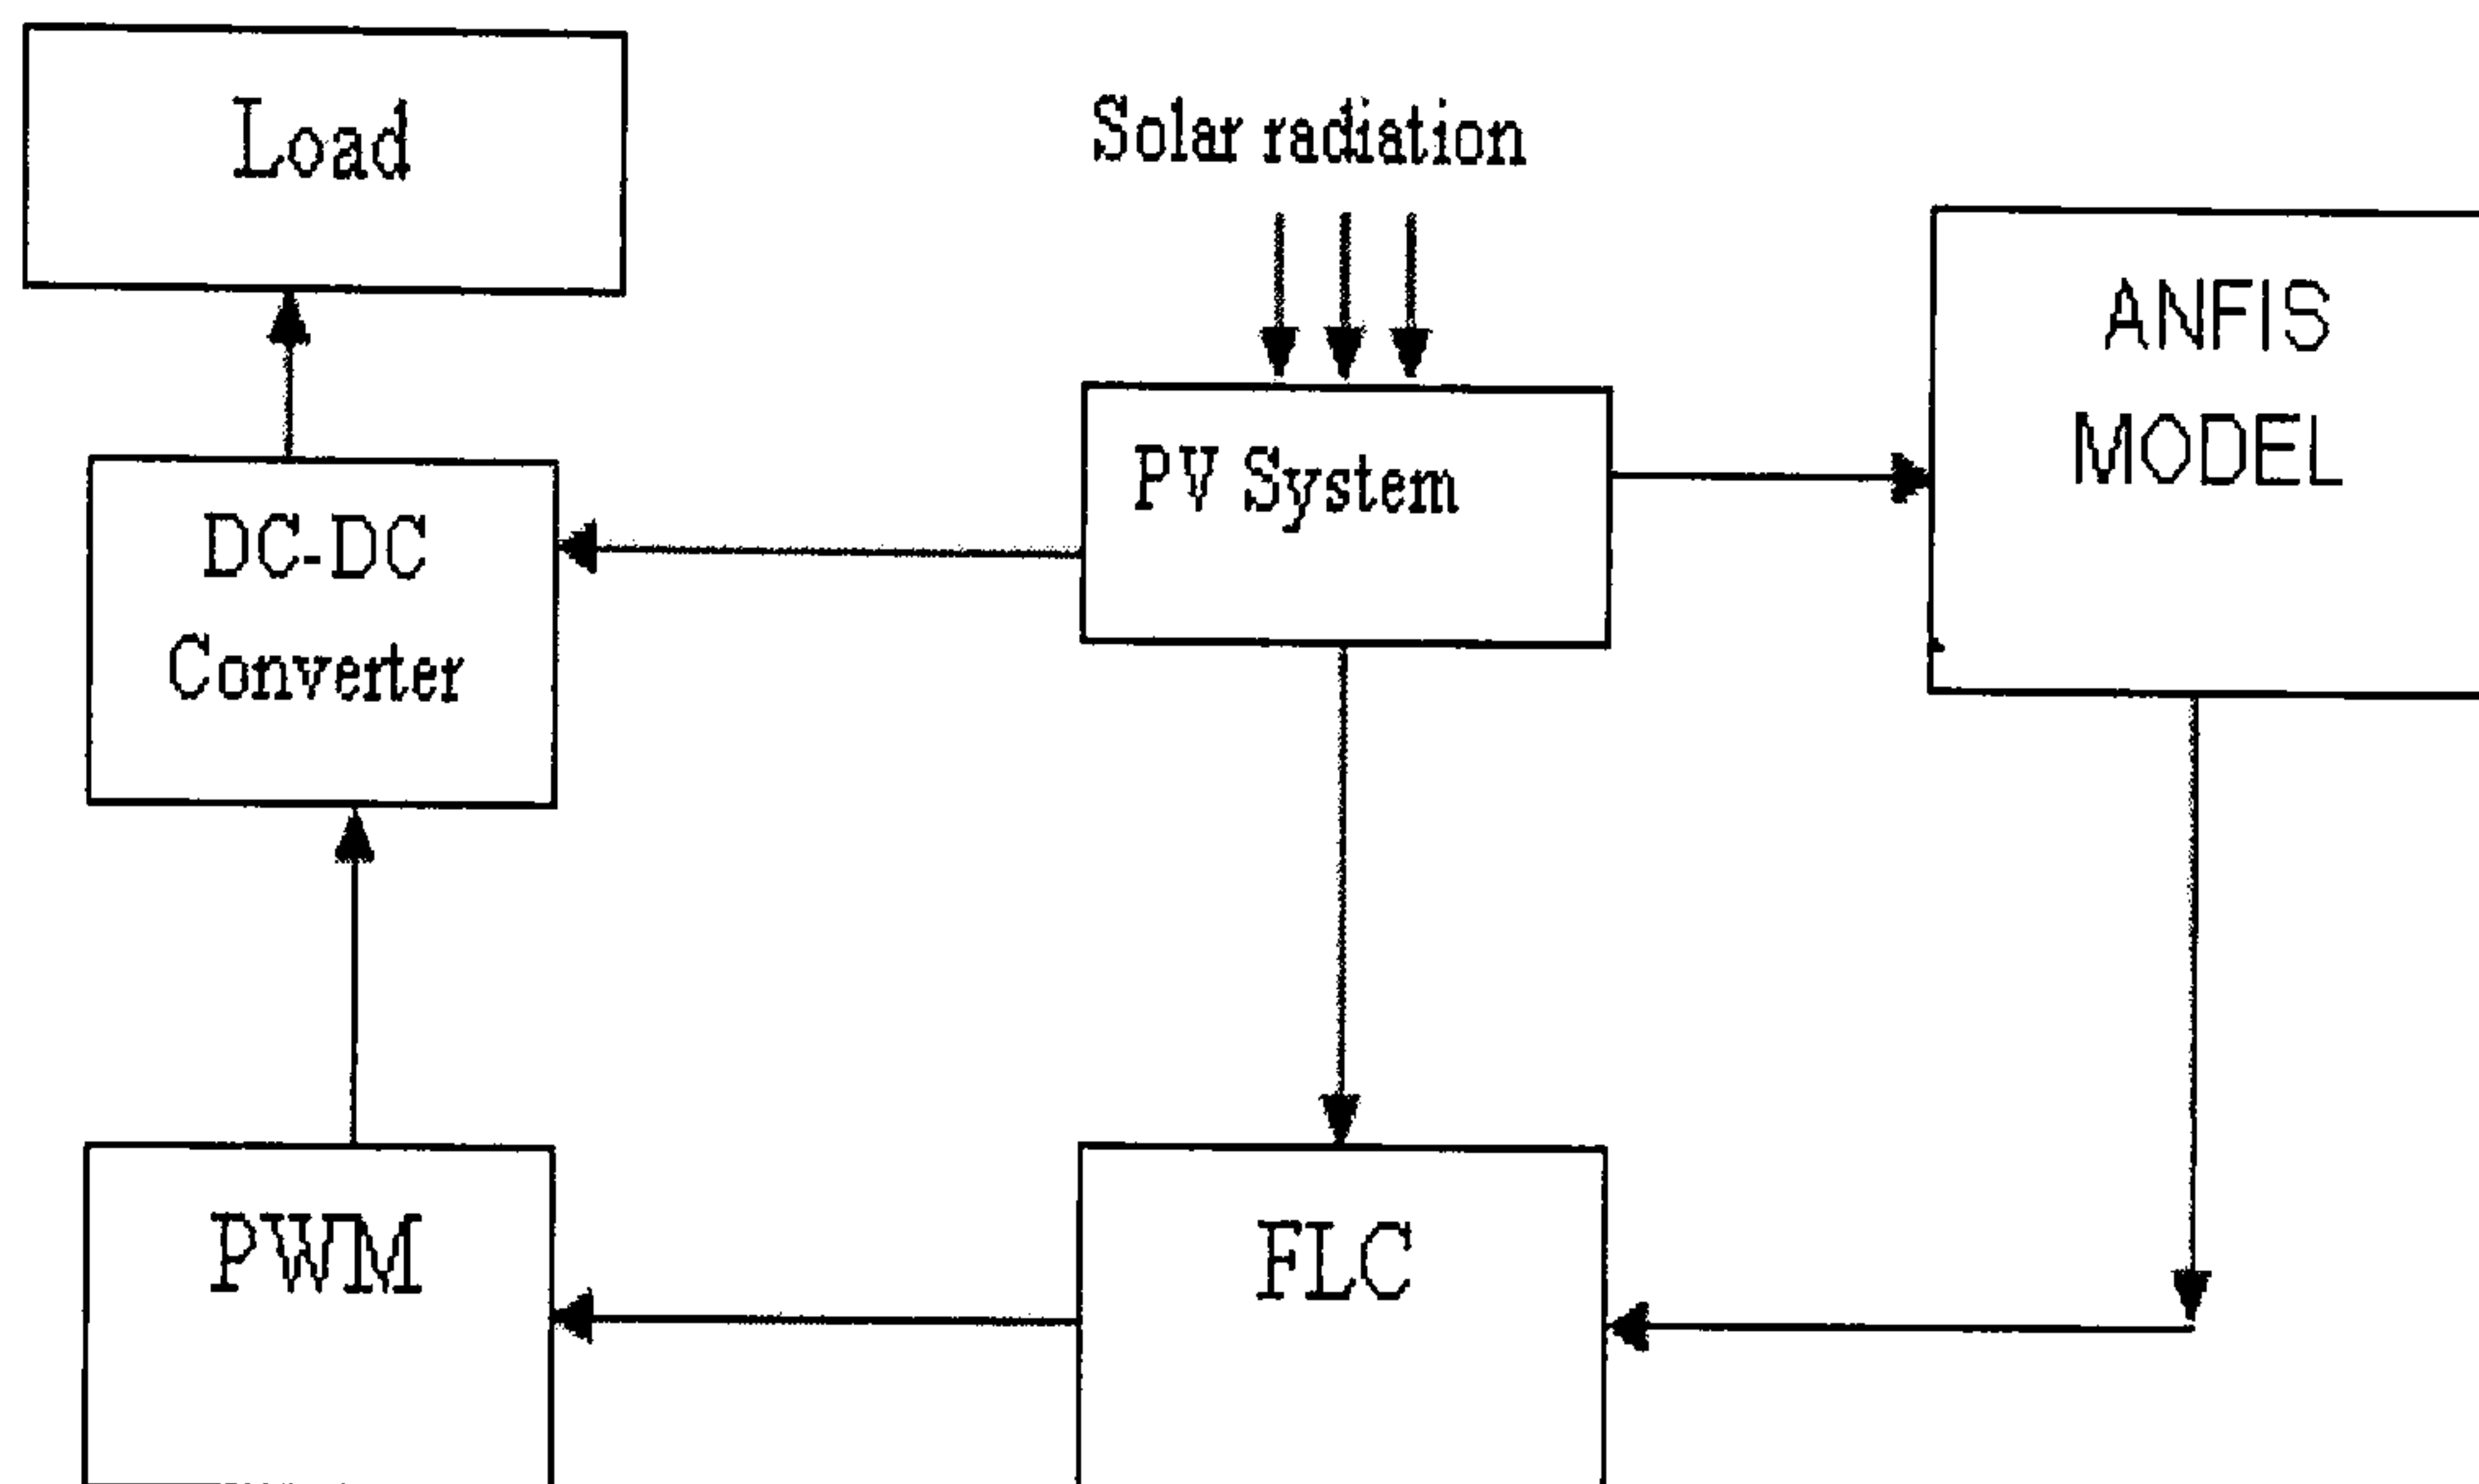 Load
Solar radiation
ANFIS
MODEL
PV System
DC-DC
Converter
PWM
FLC